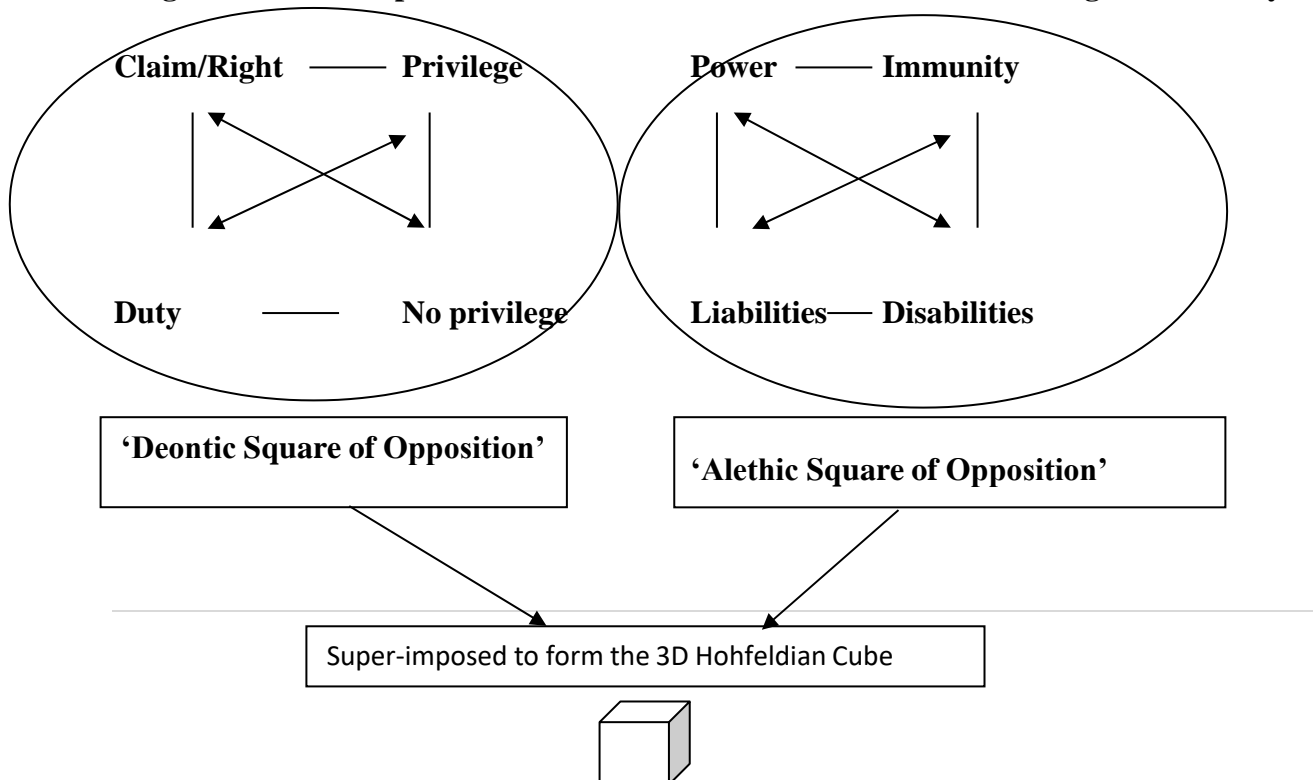 Claim/Right Privilege Power Immunity
Duty No privilege Liabilities Disabilities
‘Deontic Square of Opposition’
‘Alethic Square of Opposition’
Super-imposed to form the 3D Hohfeldian Cube